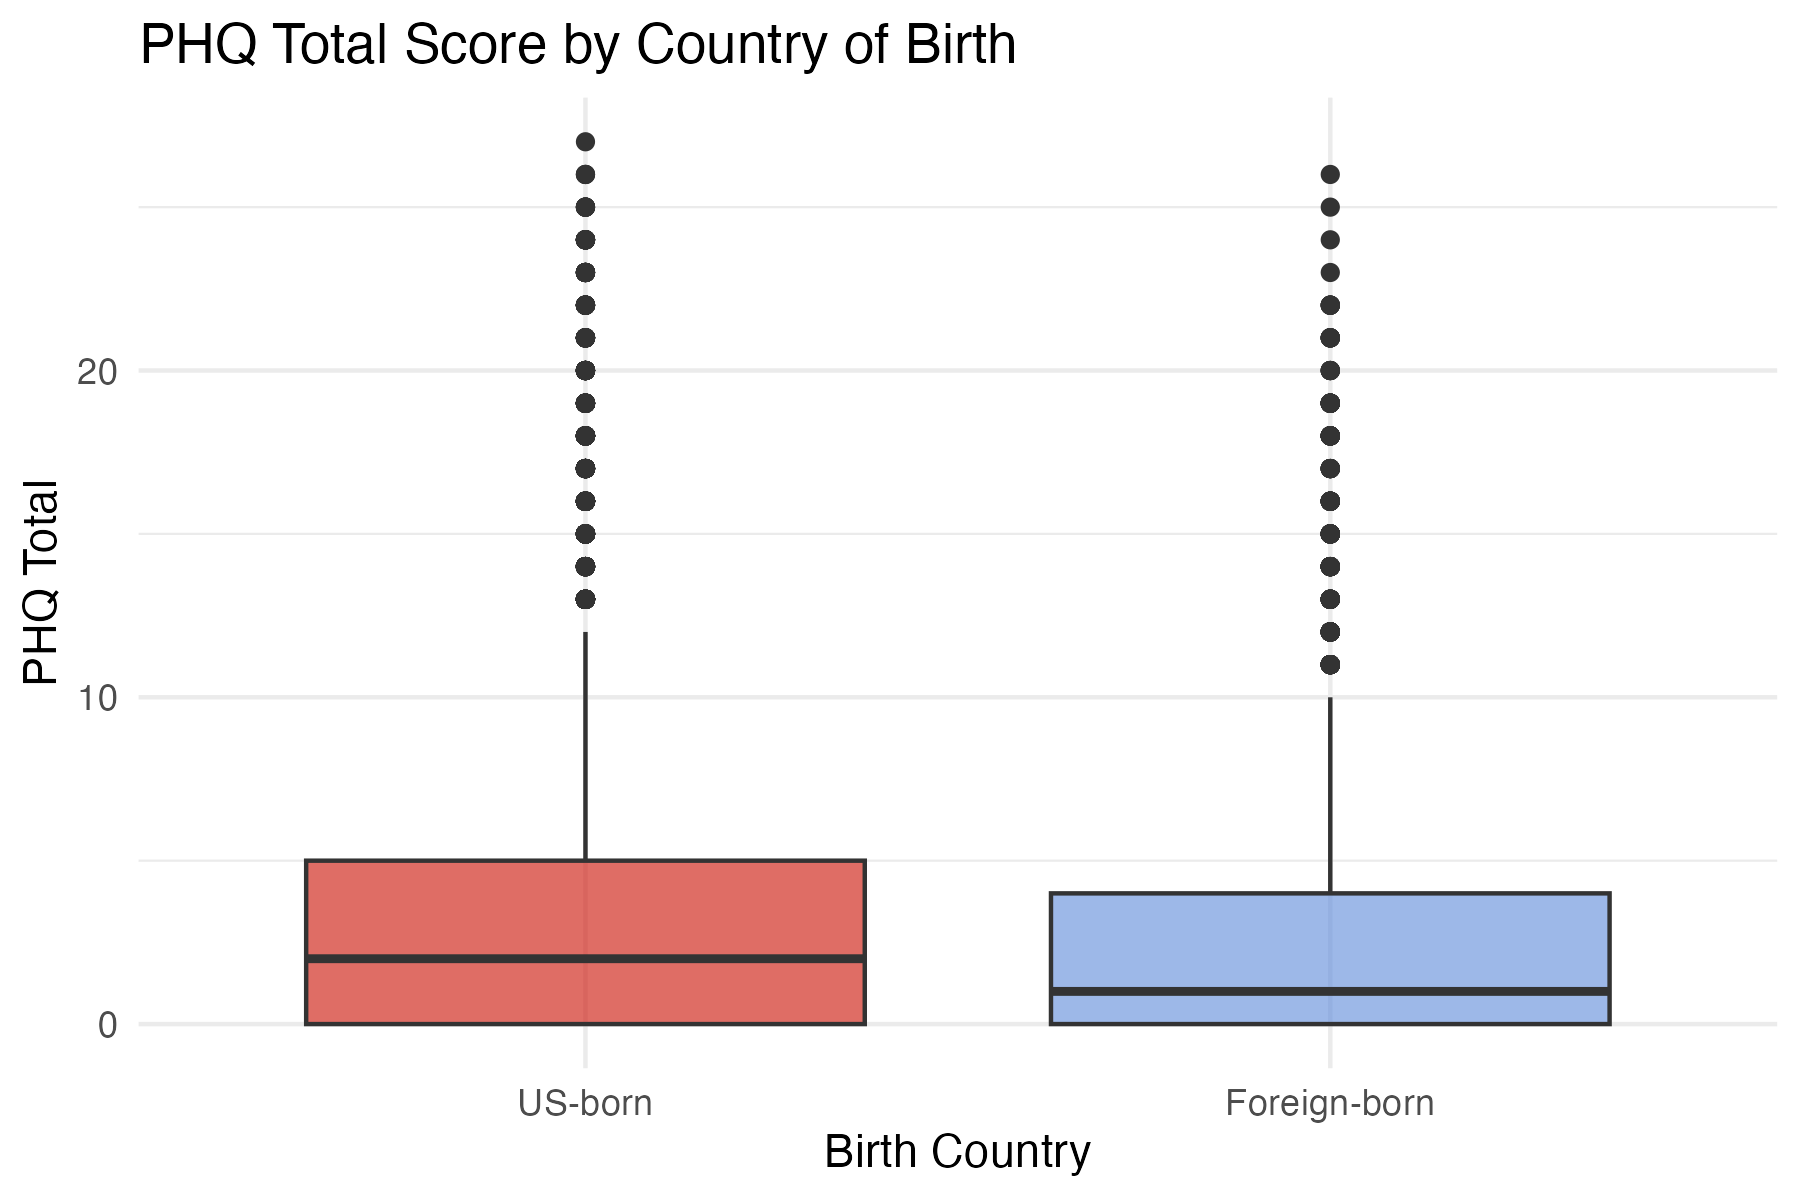 PHQ Total Score by Country of Birth
PHQ Total
20
10
0
US-born
Foreign-born
Birth Country